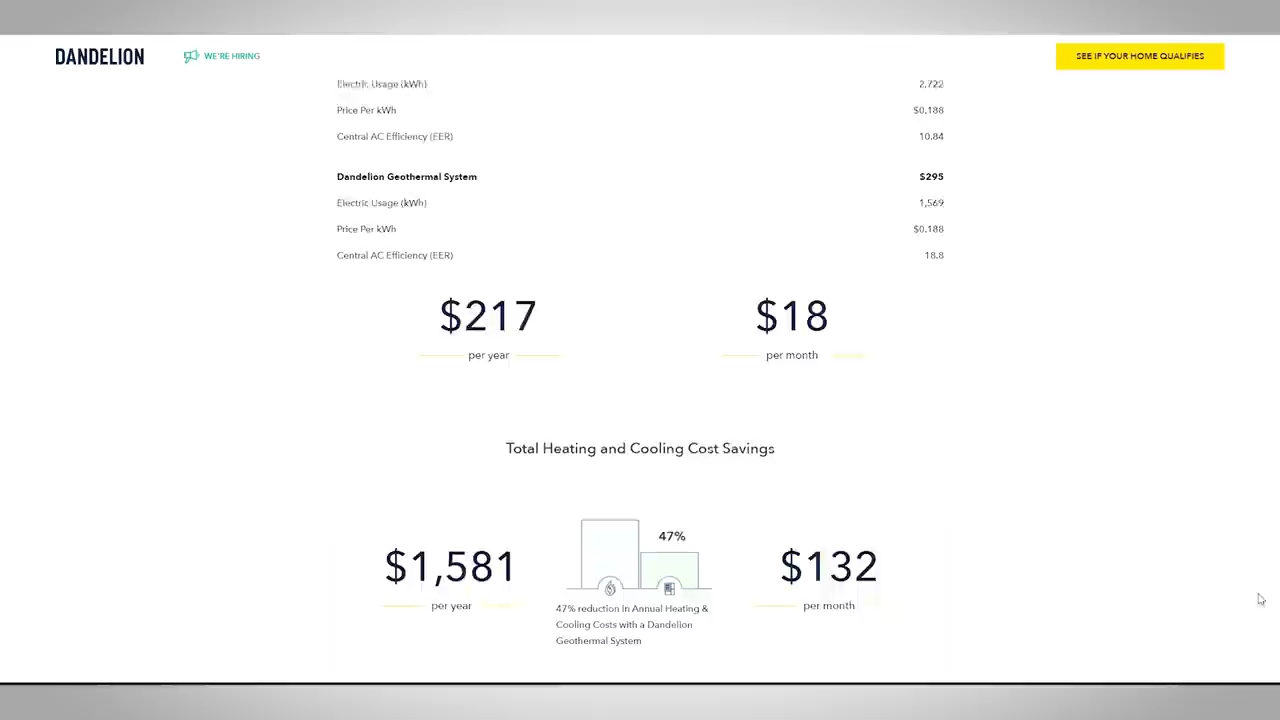 DANDELION
WE'RE HIRING
SEE IF YOUR HOME QUALIFIES
Electric Usage (kWh) 2,722
Price Per kWh $0.188
Central AC Efficiency (EER) 10.84
Dandelion Geothermal System $295
Electric Usage (kWh) 1,569
Price Per kWh $0.188
Central AC Efficiency (EER) 18.8
$217 $18
per year per month
Total Heating and Cooling Cost Savings
47%
$1,581 $132
per year per month
47% reduction in Annual Heating &
Cooling Costs with a Dandelion
Geothermal System